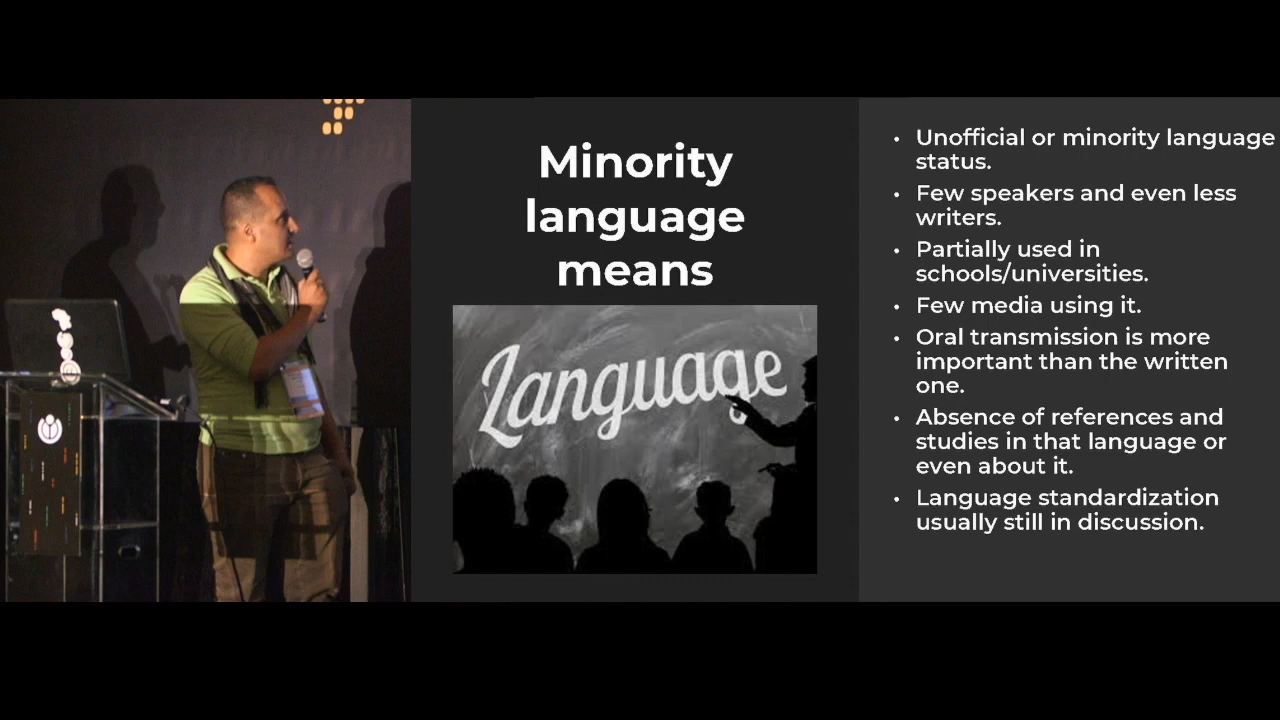 Minority
language
means
Language
• Unofficial or minority language
status.
• Few speakers and even less
writers.
• Partially used in
schools/universities.
• Few media using it.
• Oral transmission is more
important than the written
one.
• Absence of references and
studies in that language or
even about it.
• Language standardization
usually still in discussion.